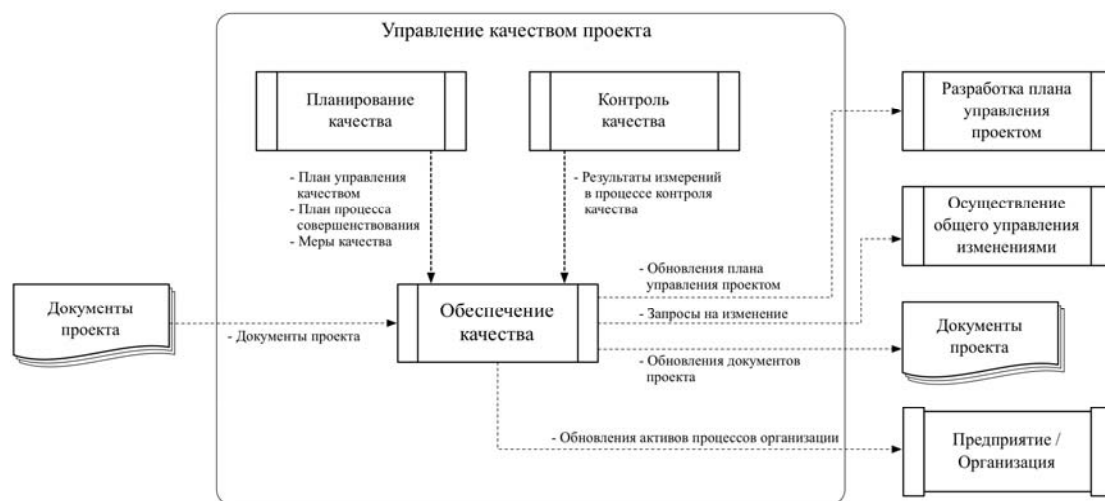 Управление качеством проекта
Планирование
качества
Контроль
качества
Разработка плана
управления
проектом
- План управления
качеством
- План процесса
совершенствования
- Меры качества
- Результаты измерений
в процессе контроля
качества
Осуществление
общего управления
изменениями
- Обновления плана
управления проектом
Документы
проекта
- Документы проекта
Обеспечение
качества
- Запросы на изменение
Документы
проекта
- Обновления документов
проекта
- Обновления активов процессов организации
Предприятие /
Организация